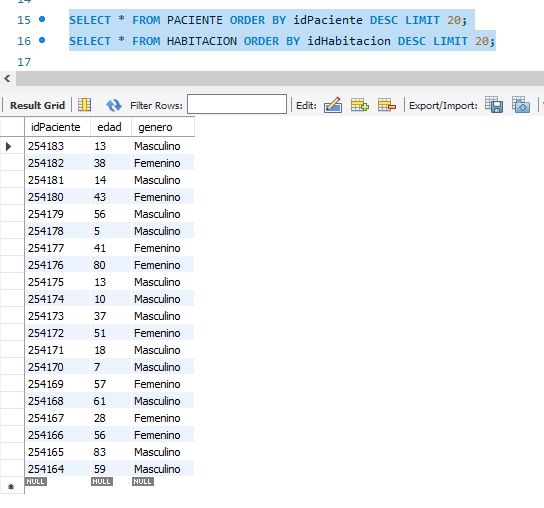 14
15 SELECT * FROM PACIENTE ORDER BY idPaciente DESC LIMIT 20;
16 SELECT * FROM HABITACION ORDER BY idHabitacion DESC LIMIT 20;
17
Result Grid Filter Rows: Edit: Export/Import:
idPaciente edad genero
254183 13 Masculino
254182 38 Femenino
254181 14 Masculino
254180 43 Femenino
254179 56 Masculino
254178 5 Masculino
254177 41 Femenino
254176 80 Femenino
254175 13 Masculino
254174 10 Masculino
254173 37 Masculino
254172 51 Femenino
254171 18 Masculino
254170 7 Masculino
254169 57 Femenino
254168 61 Masculino
254167 28 Femenino
254166 56 Femenino
254165 83 Masculino
254164 59 Masculino
NULL NULL NULL